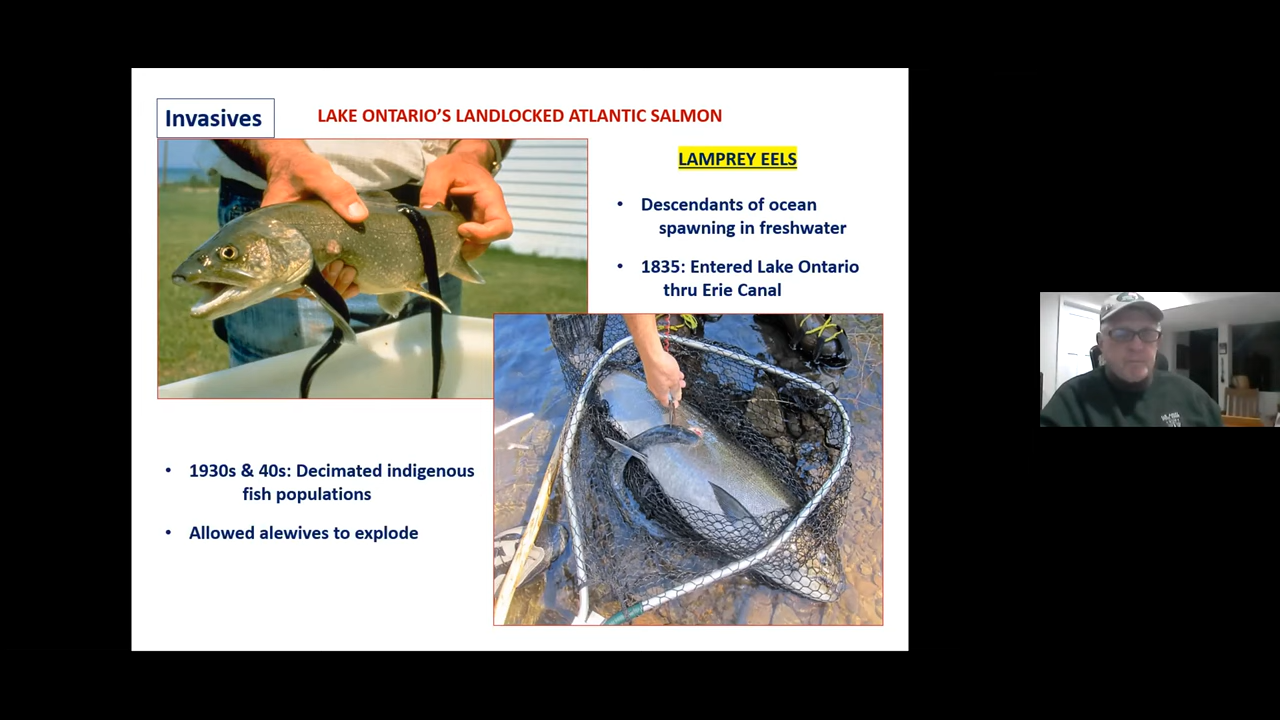 Invasives
LAKE ONTARIO'S LANDLOCKED ATLANTIC SALMON
LAMPREY EELS
• Descendants of ocean
spawning in freshwater
• 1835: Entered Lake Ontario
thru Erie Canal
• 1930s & 40s: Decimated indigenous
fish populations
• Allowed alewives to explode